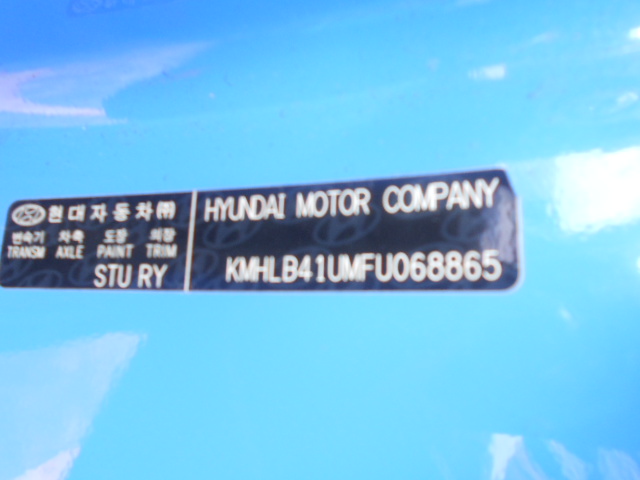 현대자동차㈜
변속기 차축 도장 의장
TRANSM AXLE PAINT TRIM
STU RY
HYUNDAI MOTOR COMPANY
KMHLB41UMFU068865